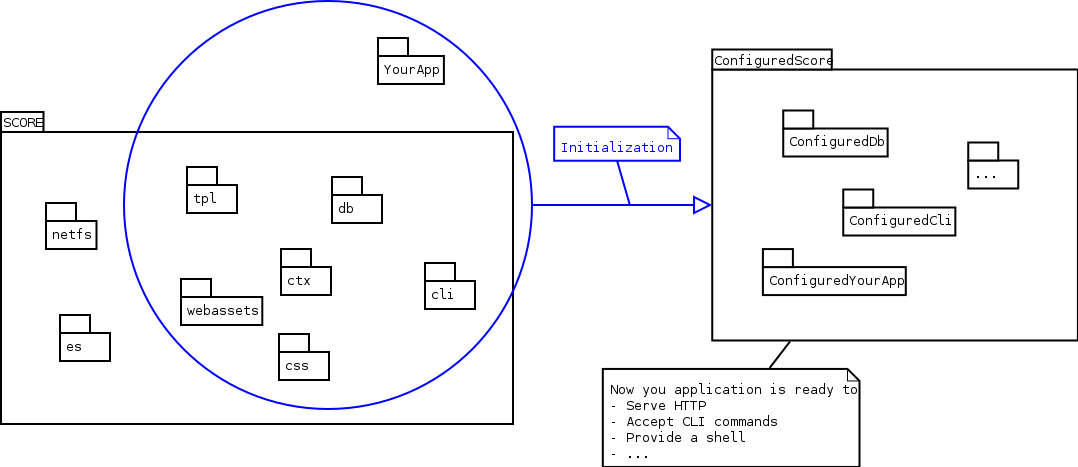 YourApp
SCORE
tpl
db
netfs
ctx
cli
webassets
es
css
Initialization
ConfiguredScore
ConfiguredDb
...
ConfiguredCli
ConfiguredYourApp
Now you application is ready to
- Serve HTTP
- Accept CLI commands
- Provide a shell
- ...